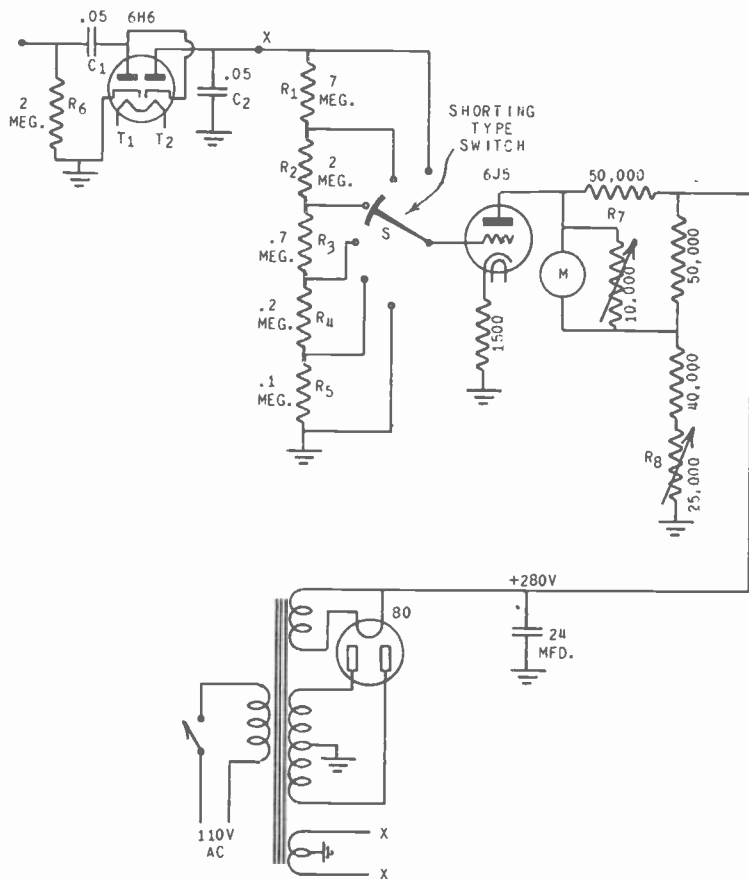 .05
6H6
C1
X
.05
C2
2
MEG.
R6
T1
T2
R1
7
MEG.
R2
2
MEG.
.7
MEG.
R3
.2
MEG.
R4
.1
MEG.
R5
SHORTING
TYPE
SWITCH
S
6J5
1500
50,000
R7
M
10,000
50,000
40,000
R8
25,000
+280V
80
24
MFD.
110V
AC
X
X